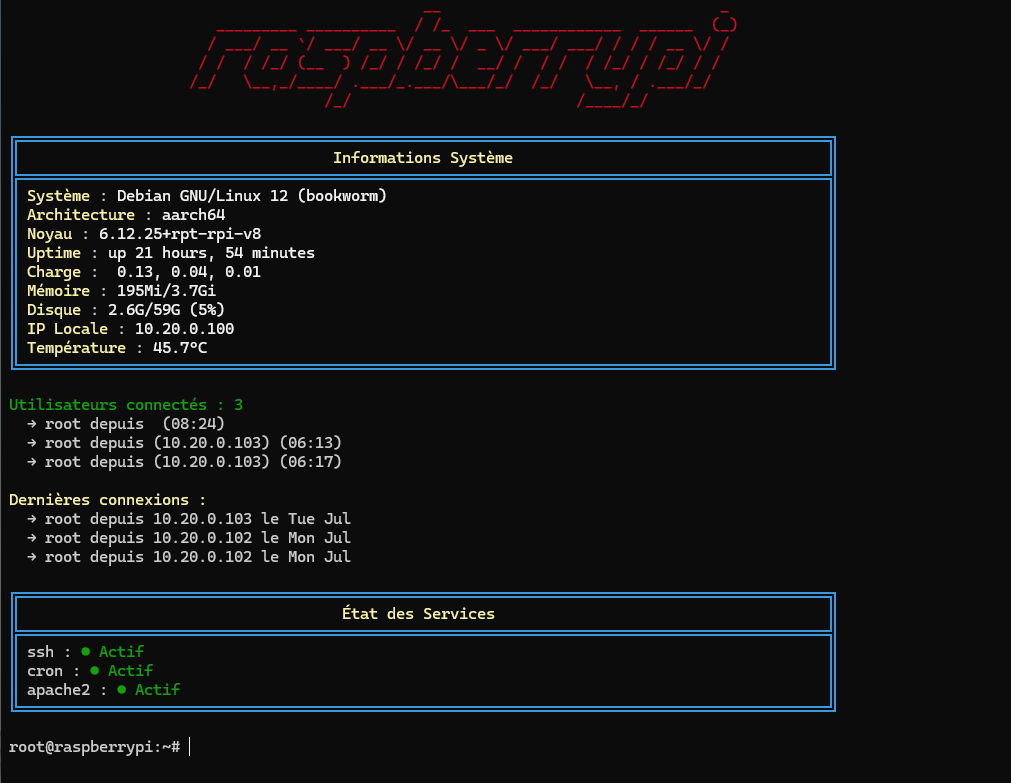 raspberrypi
Informations Système
Système : Debian GNU/Linux 12 (bookworm)
Architecture : aarch64
Noyau : 6.12.25+rpt-rpi-v8
Uptime : up 21 hours, 54 minutes
Charge :  0.13, 0.04, 0.01
Mémoire : 195Mi/3.7Gi
Disque : 2.6G/59G (5%)
IP Locale : 10.20.0.100
Température : 45.7°C
Utilisateurs connectés : 3
→ root depuis  (08:24)
→ root depuis (10.20.0.103) (06:13)
→ root depuis (10.20.0.103) (06:17)
Dernières connexions :
→ root depuis 10.20.0.103 le Tue Jul
→ root depuis 10.20.0.102 le Mon Jul
→ root depuis 10.20.0.102 le Mon Jul
État des Services
ssh : ● Actif
cron : ● Actif
apache2 : ● Actif
root@raspberrypi:~#